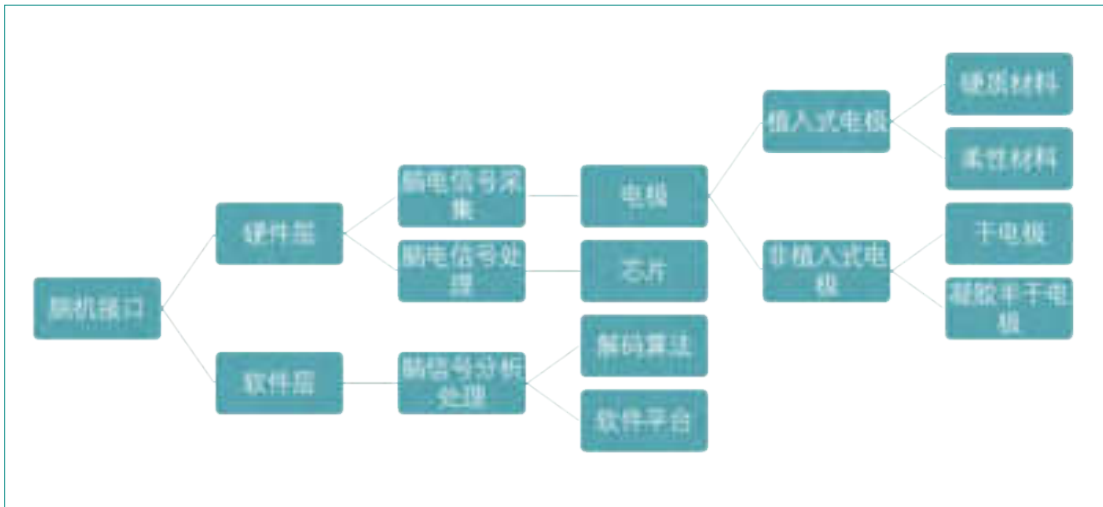 脑机接口
硬件层
软件层
脑电信号采
集
脑电信号处
理
脑信号分析
处理
电极
芯片
解码算法
软件平台
植入式电极
非植入式电
极
硬质材料
柔性材料
干电极
凝胶半干电
极